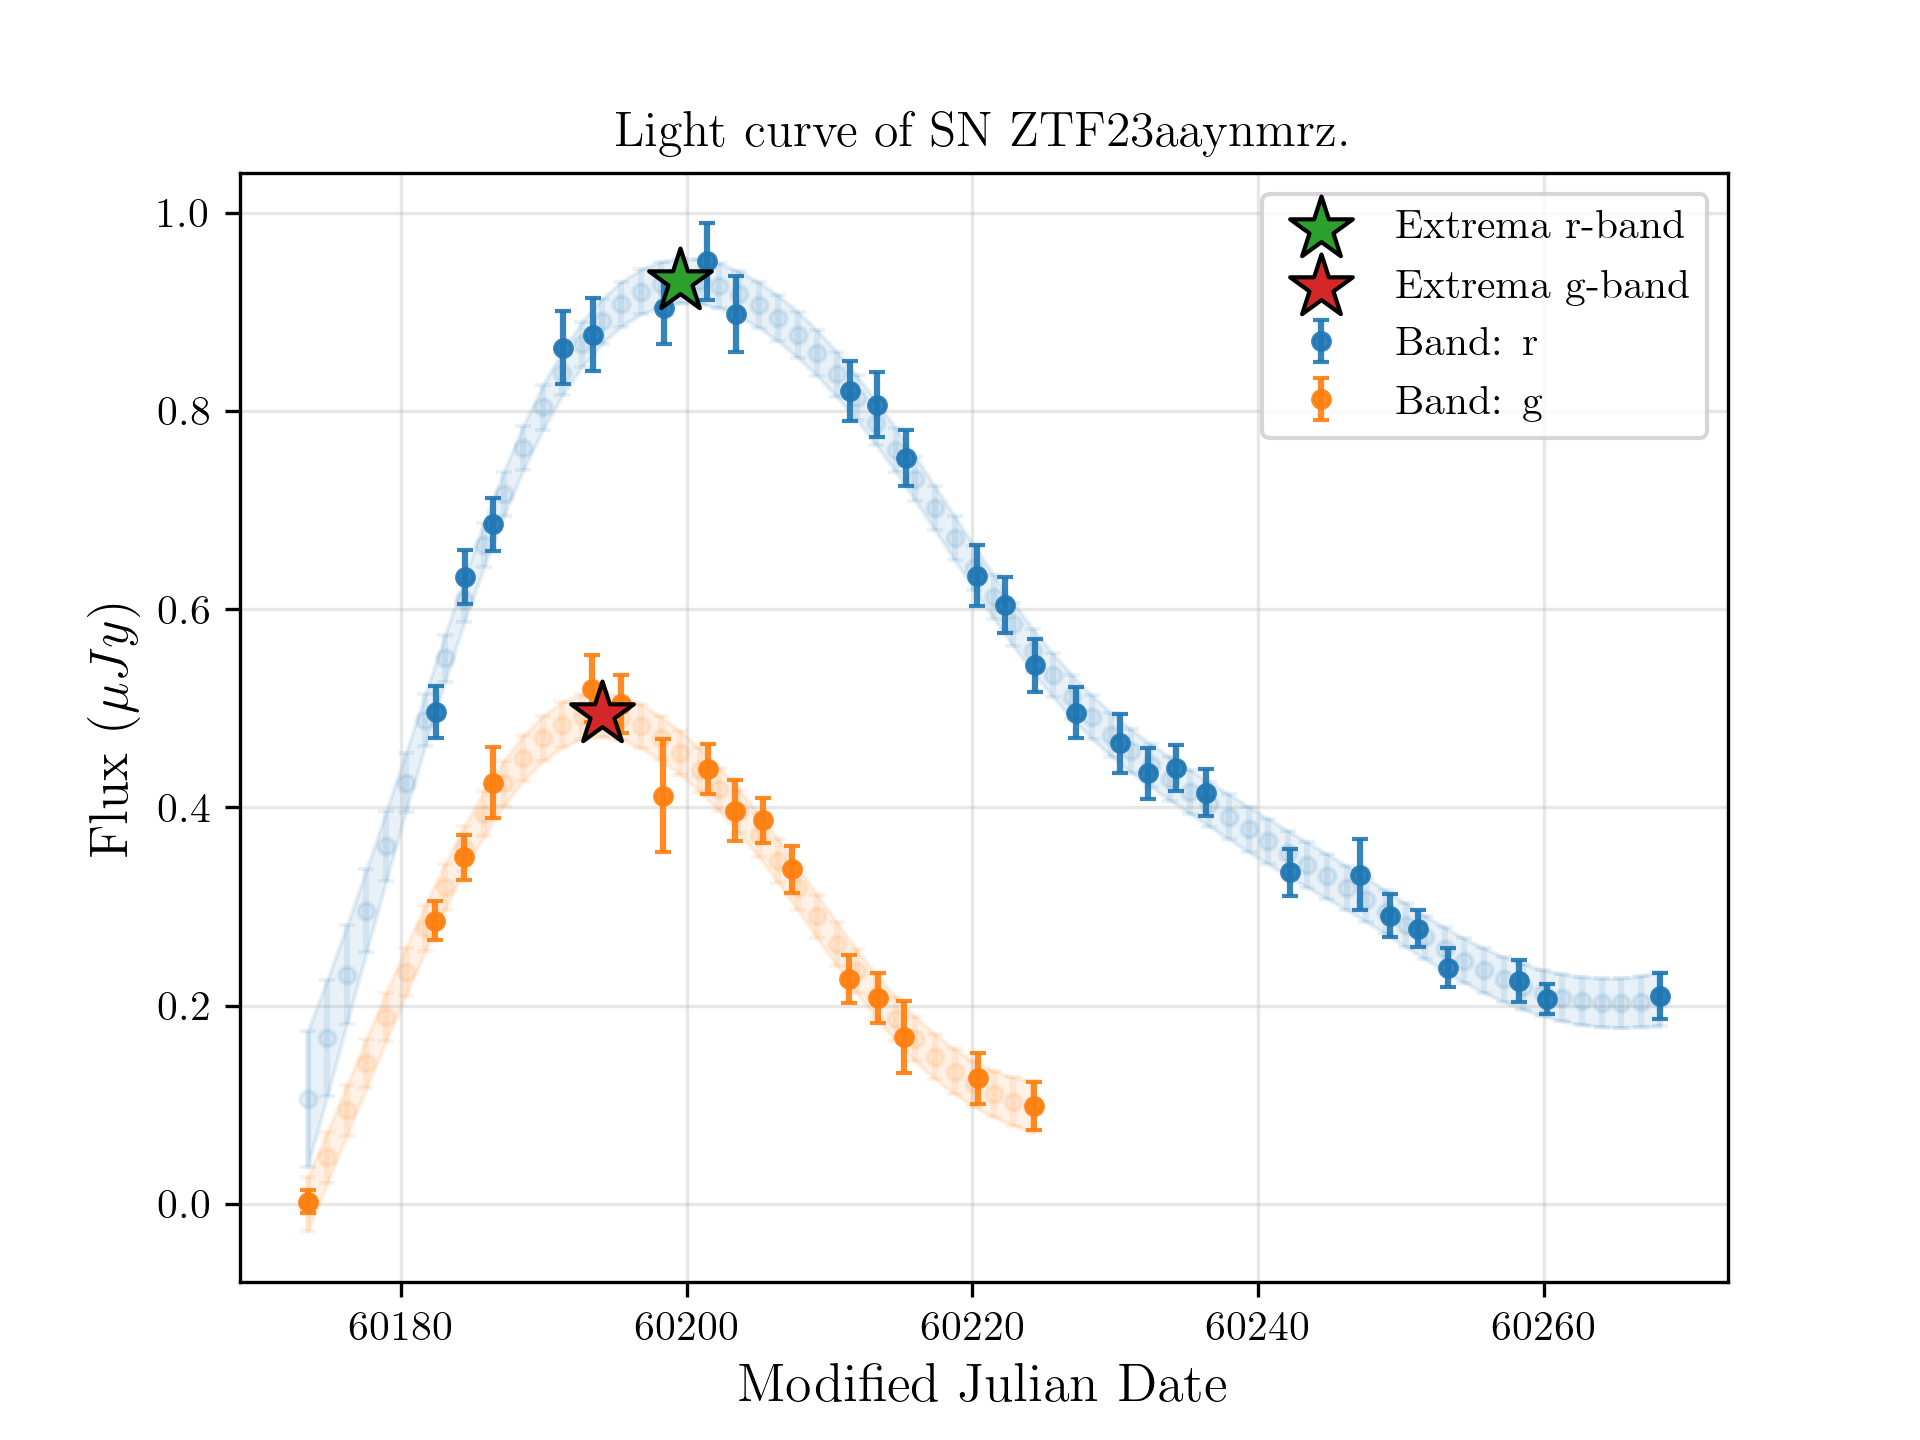 Light curve of SN ZTF23aaynmrz.
Extrema r-band
Extrema g-band
Band: r
Band: g
Flux (μJy)
1.0
0.8
0.6
0.4
0.2
0.0
60180 60200 60220 60240 60260
Modified Julian Date